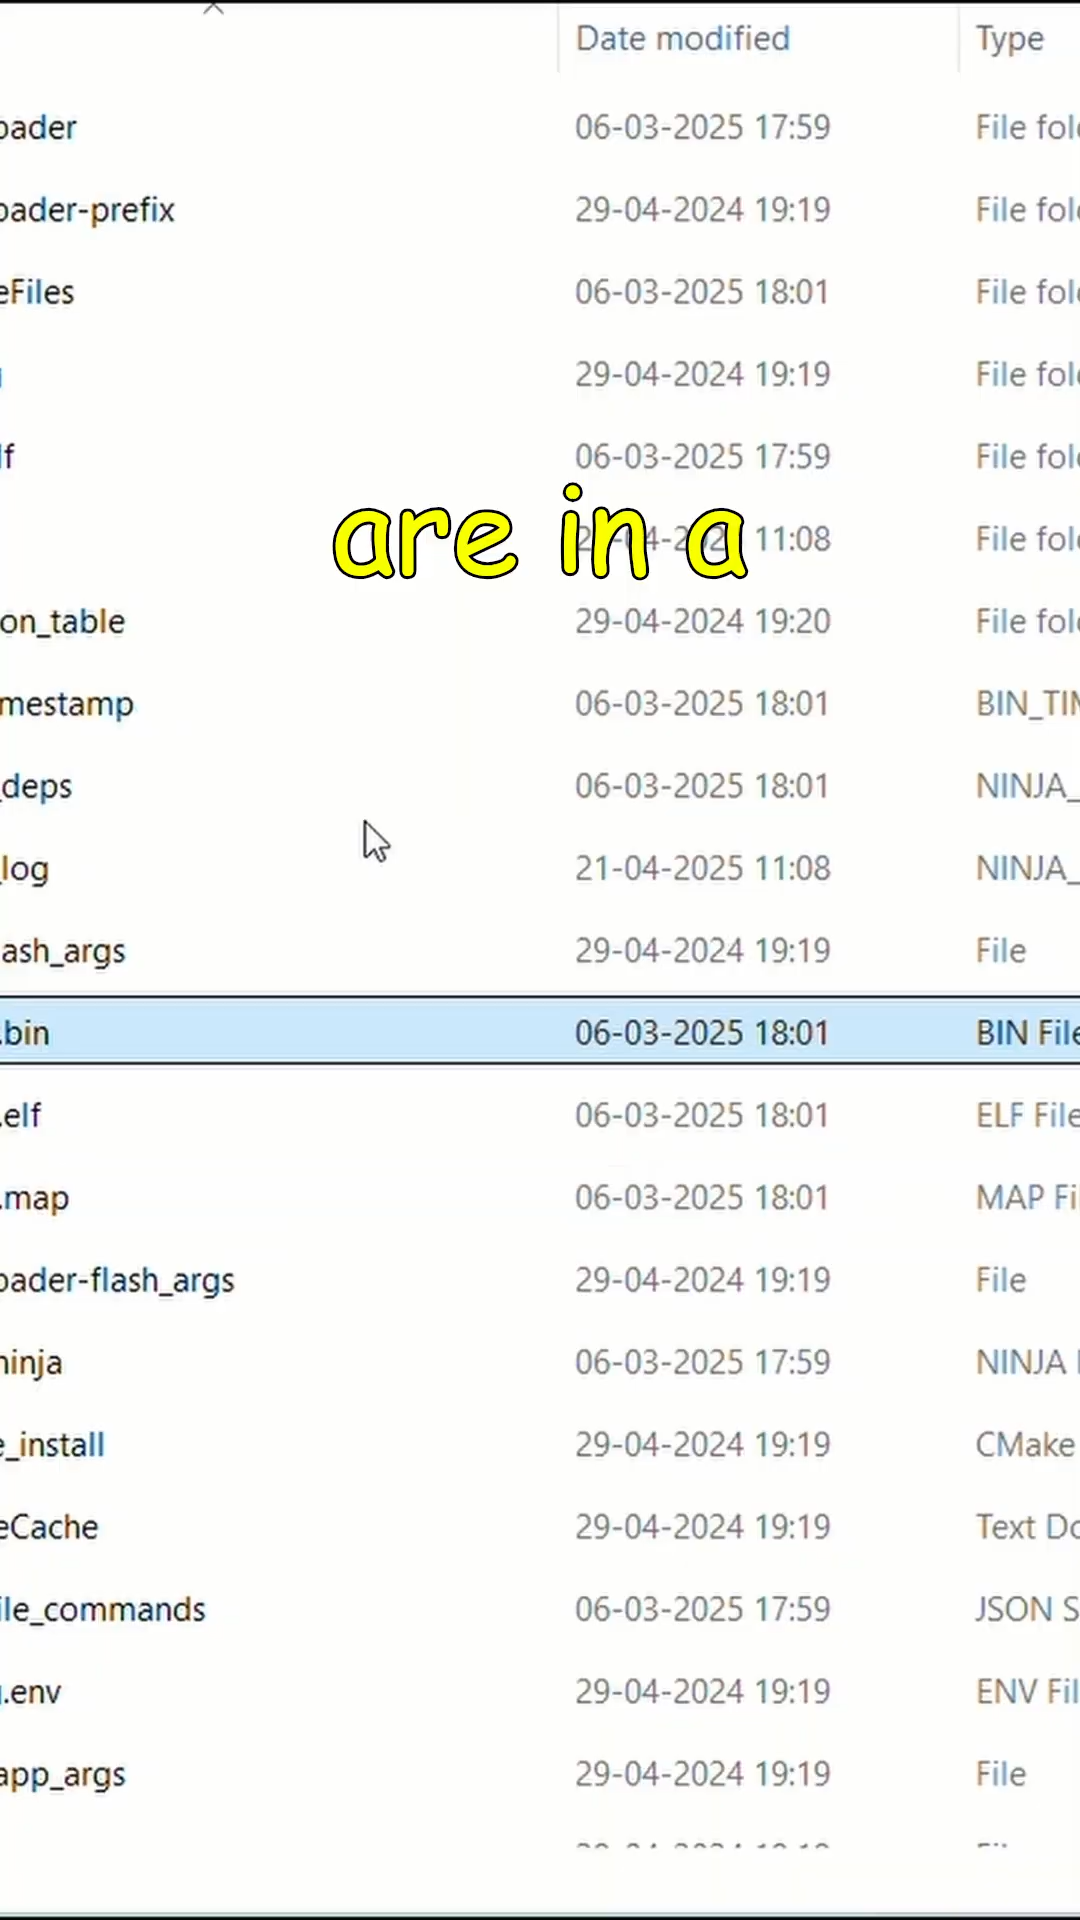 Date modified Type
oader 06-03-2025 17:59 File fol
oader-prefix 29-04-2024 19:19 File fol
eFiles 06-03-2025 18:01 File fol
29-04-2024 19:19 File fol
lf 06-03-2025 17:59 File fol
are in a
11:08 File fol
on_table 29-04-2024 19:20 File fol
mestamp 06-03-2025 18:01 BIN_TIM
_deps 06-03-2025 18:01 NINJA_
_log 21-04-2025 11:08 NINJA_
ash_args 29-04-2024 19:19 File
.bin 06-03-2025 18:01 BIN File
.elf 06-03-2025 18:01 ELF File
.map 06-03-2025 18:01 MAP Fi
oader-flash_args 29-04-2024 19:19 File
ninja 06-03-2025 17:59 NINJA
e_install 29-04-2024 19:19 CMake
eCache 29-04-2024 19:19 Text Do
ile_commands 06-03-2025 17:59 JSON S
.env 29-04-2024 19:19 ENV Fil
app_args 29-04-2024 19:19 File